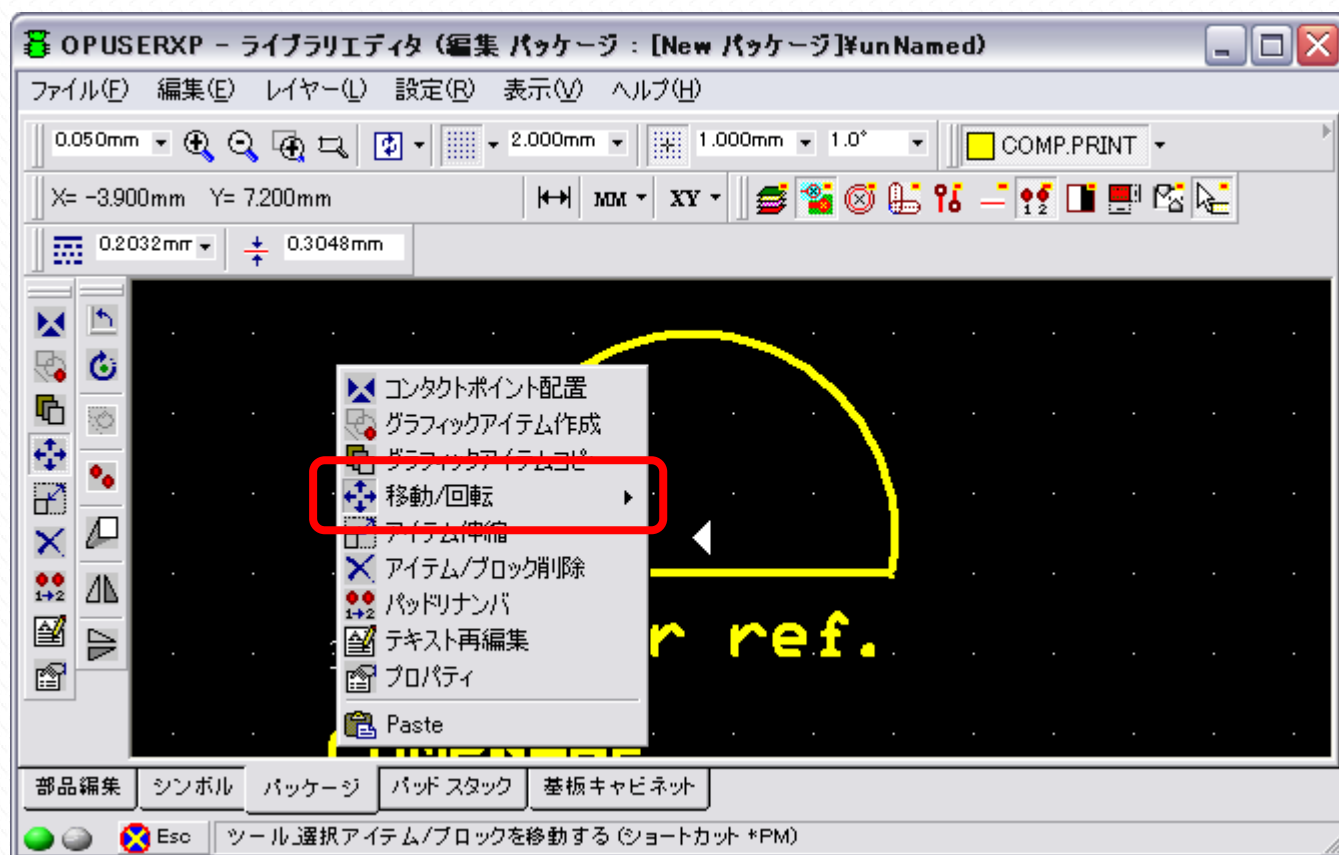 OPUSERXP - ライブラリエディタ (編集 パッケージ : [New パッケージ]¥unNamed)
ファイル(F) 編集(E) レイヤー(L) 設定(R) 表示(V) ヘルプ(H)
0.050mm 2.000mm 1.000mm 1.0° COMP.PRINT
X= -3.900mm Y= 7.200mm MM XY
0.2032mm 0.3048mm
コンタクトポイント配置
グラフィックアイテム作成
グラフィックアイテムコピー
移動/回転
アイテム伸縮
アイテム/ブロック削除
パッドリナンバ
テキスト再編集
プロパティ
Paste
r ref.
部品編集 シンボル パッケージ パッド スタック 基板キャビネット
Esc ツール_選択アイテム/ブロックを移動する (ショートカット *PM)